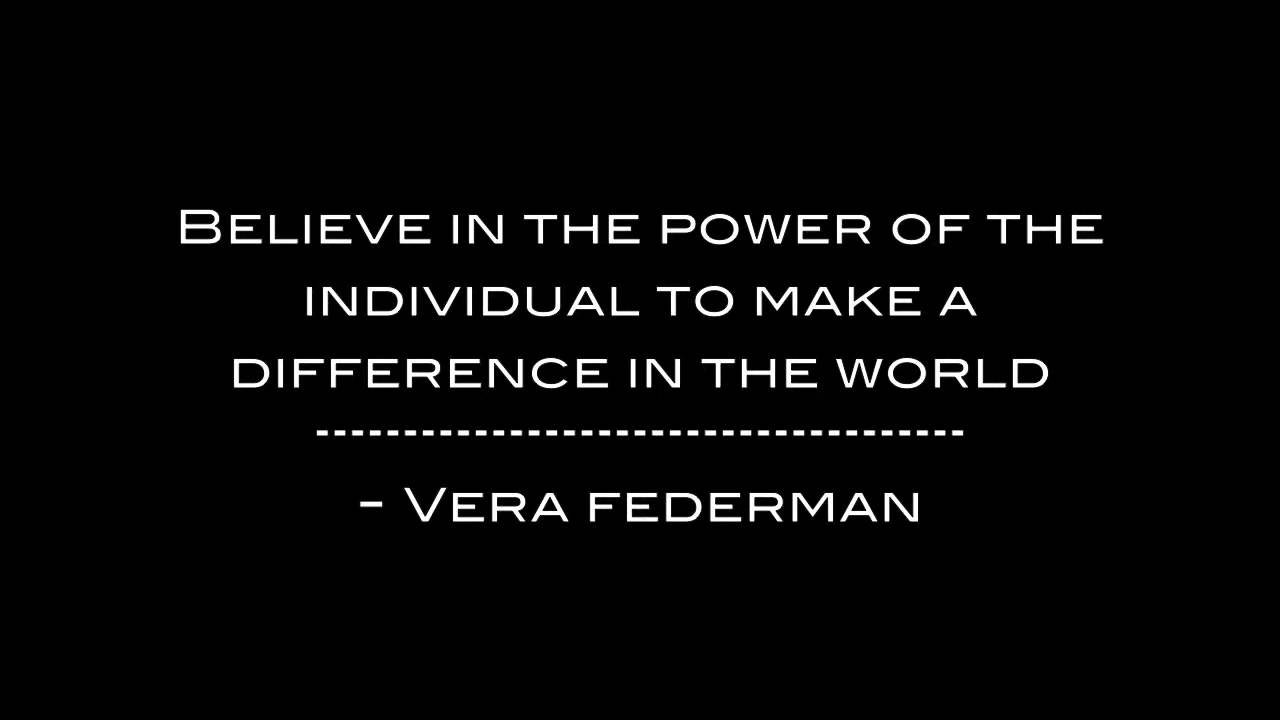 Believe in the power of the
individual to make a
difference in the world
-------------------------------------
- Vera federman